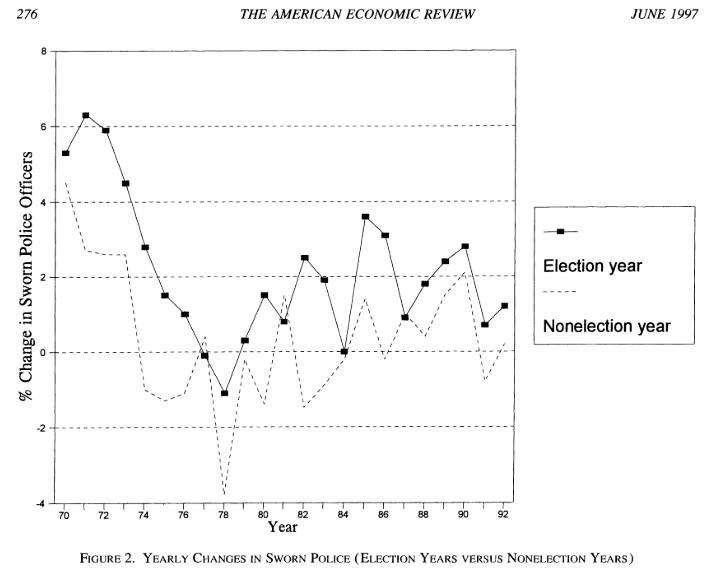 276 THE AMERICAN ECONOMIC REVIEW JUNE 1997
8
6
4
2
0
-2
-4
% Change in Sworn Police Officers
70 72 74 76 78 80 82 84 86 88 90 92
Year
Election year
Nonelection year
FIGURE 2. YEARLY CHANGES IN SWORN POLICE (ELECTION YEARS VERSUS NONELECTION YEARS)